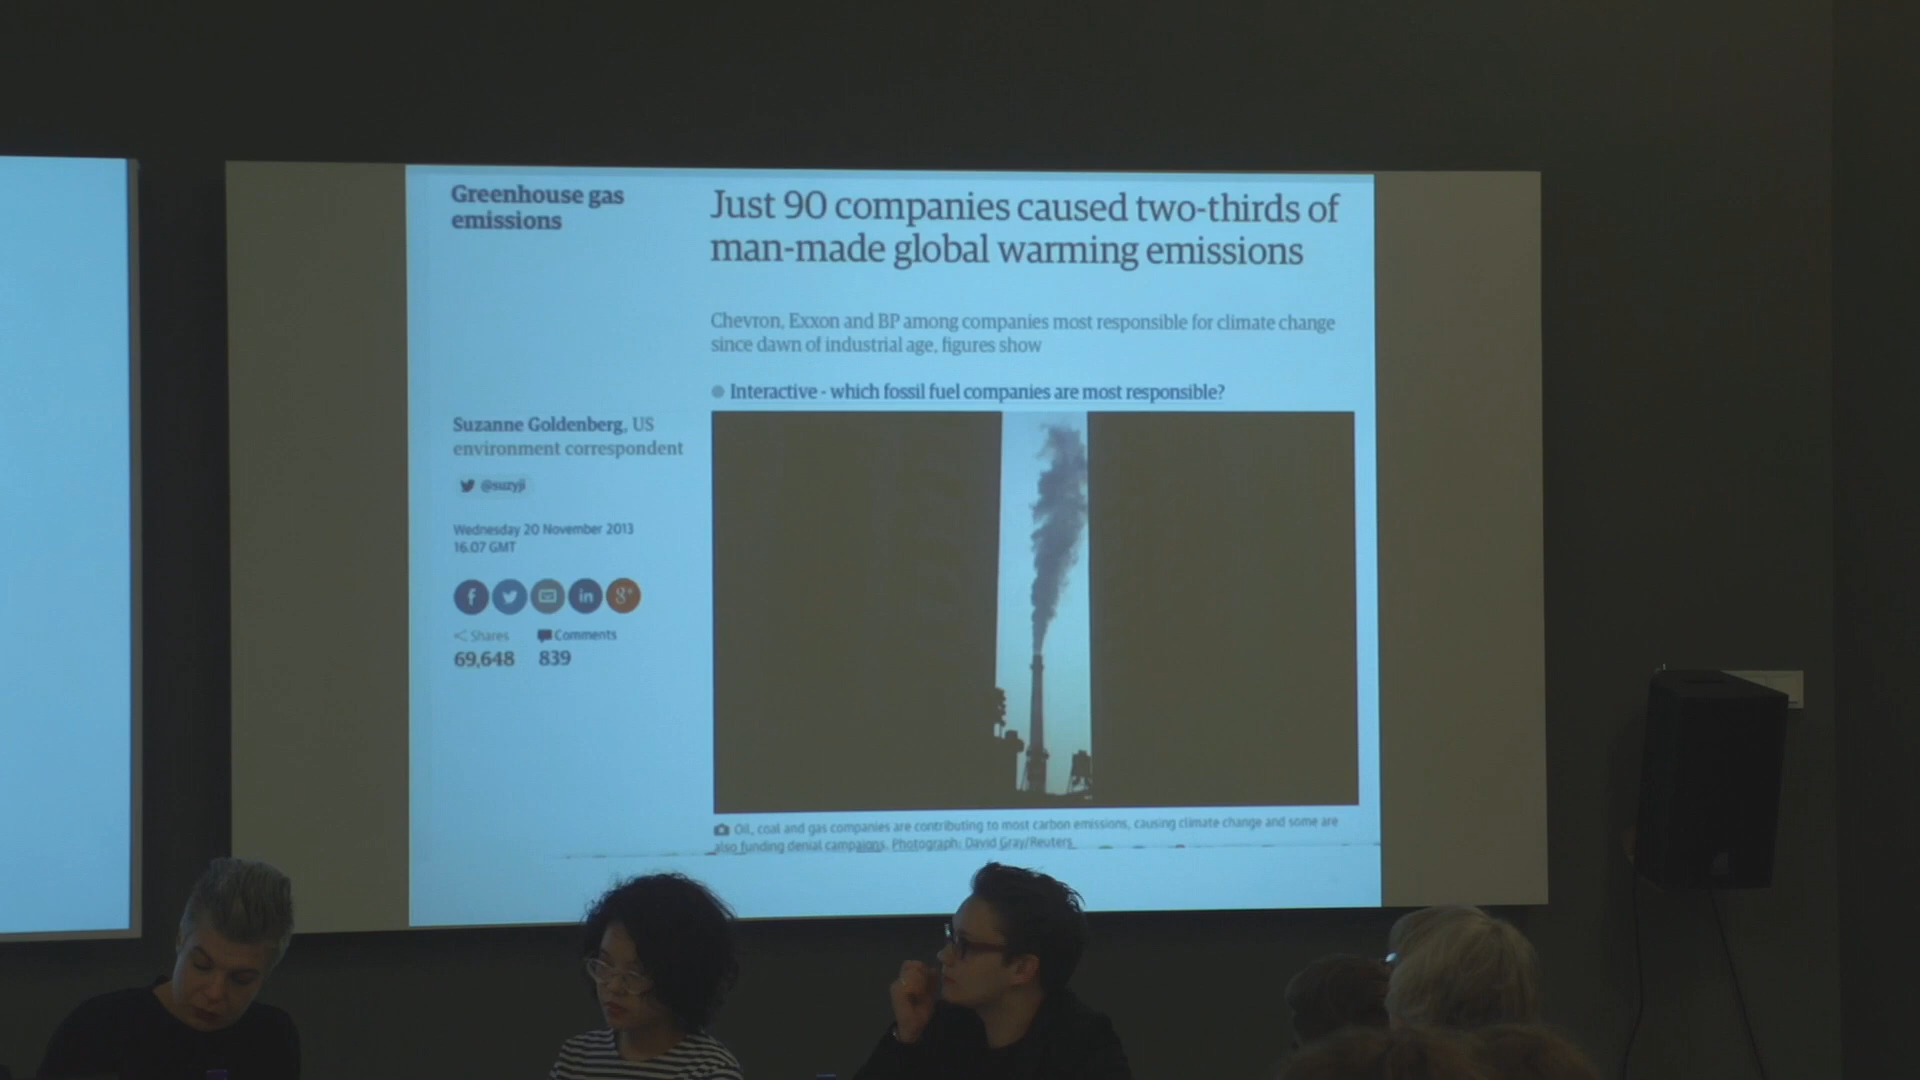 Greenhouse gas
emissions
Just 90 companies caused two-thirds of
man-made global warming emissions
Chevron, Exxon and BP among companies most responsible for climate change
since dawn of industrial age, figures show
Interactive - which fossil fuel companies are most responsible?
Suzanne Goldenberg, US
environment correspondent
@suzyji
Wednesday 20 November 2013
16.07 GMT
f in g+
Shares Comments
69,648 839
Oil, coal and gas companies are contributing to most carbon emissions, causing climate change and some are
also funding denial campaigns. Photograph: David Gray/Reuters